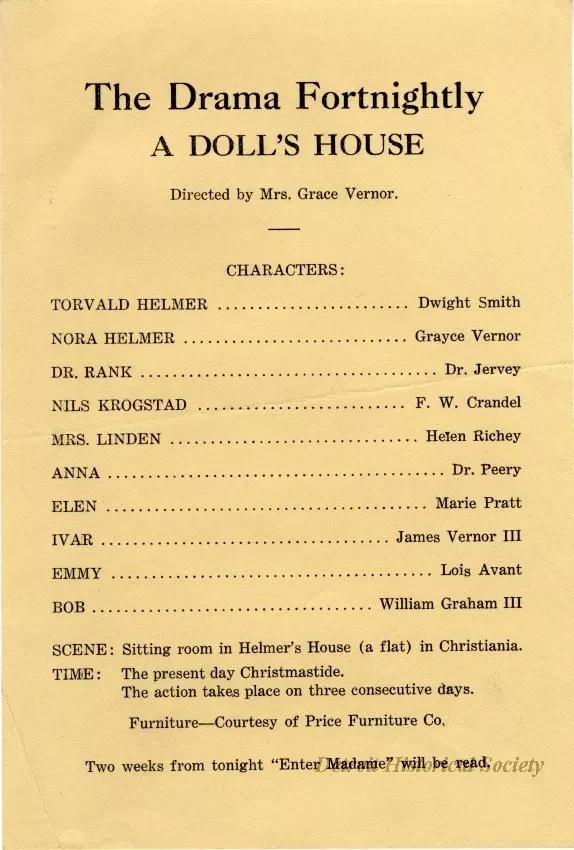 The Drama Fortnightly
A DOLL'S HOUSE
Directed by Mrs. Grace Vernor.
CHARACTERS:
TORVALD HELMER ........................ Dwight Smith
NORA HELMER ............................ Grayce Vernor
DR. RANK ..................................... Dr. Jervey
NILS KROGSTAD .......................... F. W. Crandel
MRS. LINDEN ............................... Helen Richey
ANNA .......................................... Dr. Peery
ELEN ........................................ Marie Pratt
IVAR .................................... James Vernor III
EMMY ........................................ Lois Avant
BOB ................................... William Graham III
SCENE: Sitting room in Helmer's House (a flat) in Christiania.
TIME: The present day Christmastide.
The action takes place on three consecutive days.
Furniture—Courtesy of Price Furniture Co.
Two weeks from tonight "Enter Madame" will be read.
Detroit Historical Society